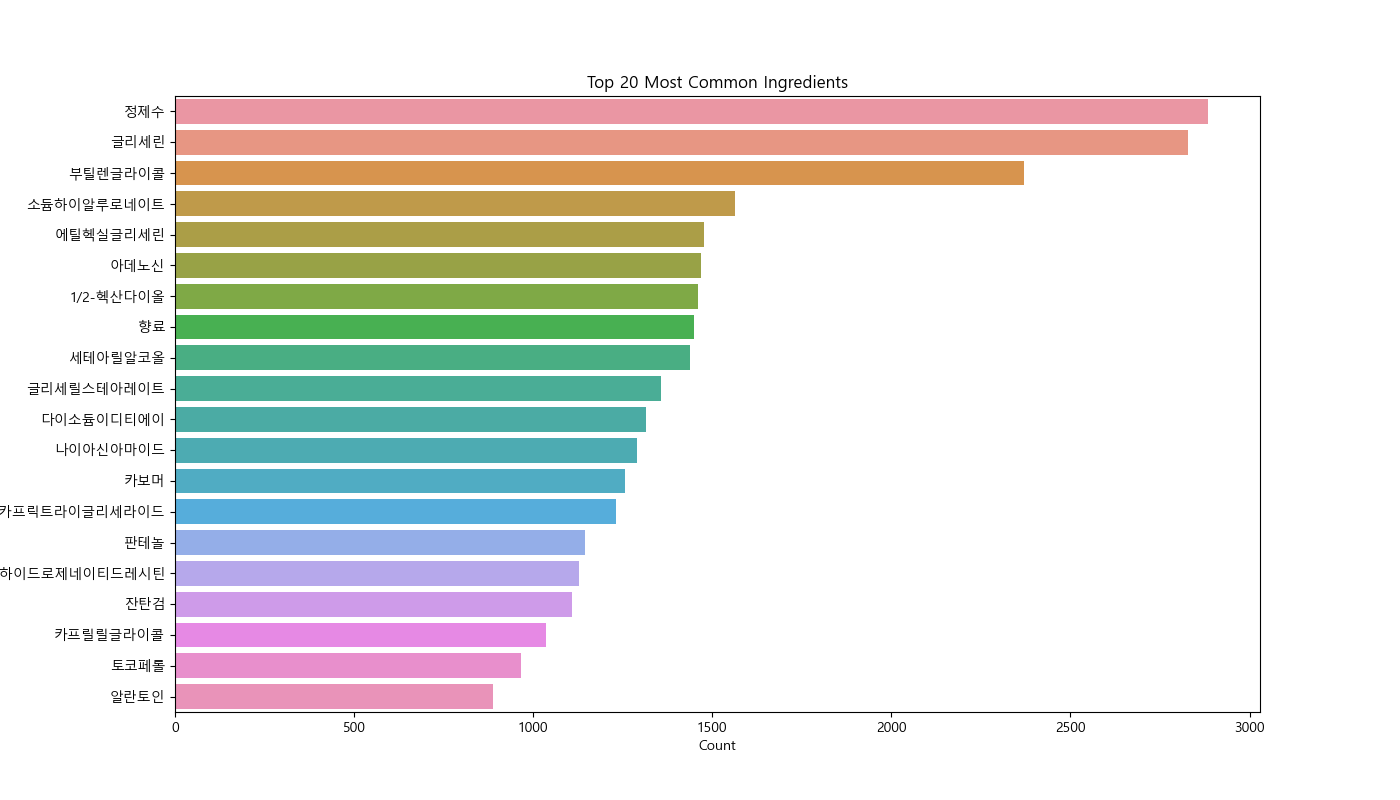 Top 20 Most Common Ingredients
정제수
글리세린
부틸렌글라이콜
소듐하이알루로네이트
에틸헥실글리세린
아데노신
1/2-헥산다이올
향료
세테아릴알코올
글리세릴스테아레이트
다이소듐이디티에이
나이아신아마이드
카보머
카프릭트라이글리세라이드
판테놀
하이드로제네이티드레시틴
잔탄검
카프릴릴글라이콜
토코페롤
알란토인
0 500 1000 1500 2000 2500 3000
Count